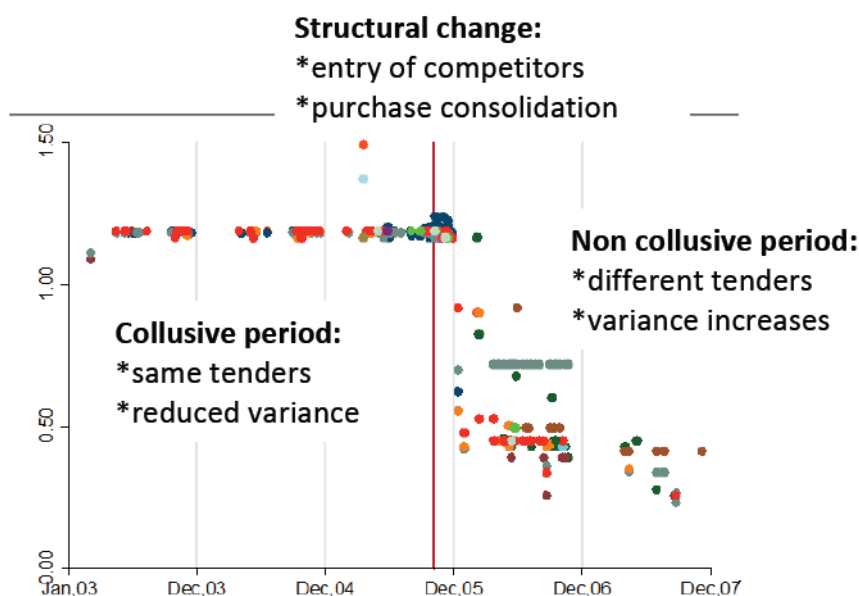 Structural change:
*entry of competitors
*purchase consolidation
1.50
1.00
0.50
0.00
Non collusive period:
*different tenders
*variance increases
Collusive period:
*same tenders
*reduced variance
Jan,03
Dec,03
Dec,04
Dec,05
Dec,06
Dec,07